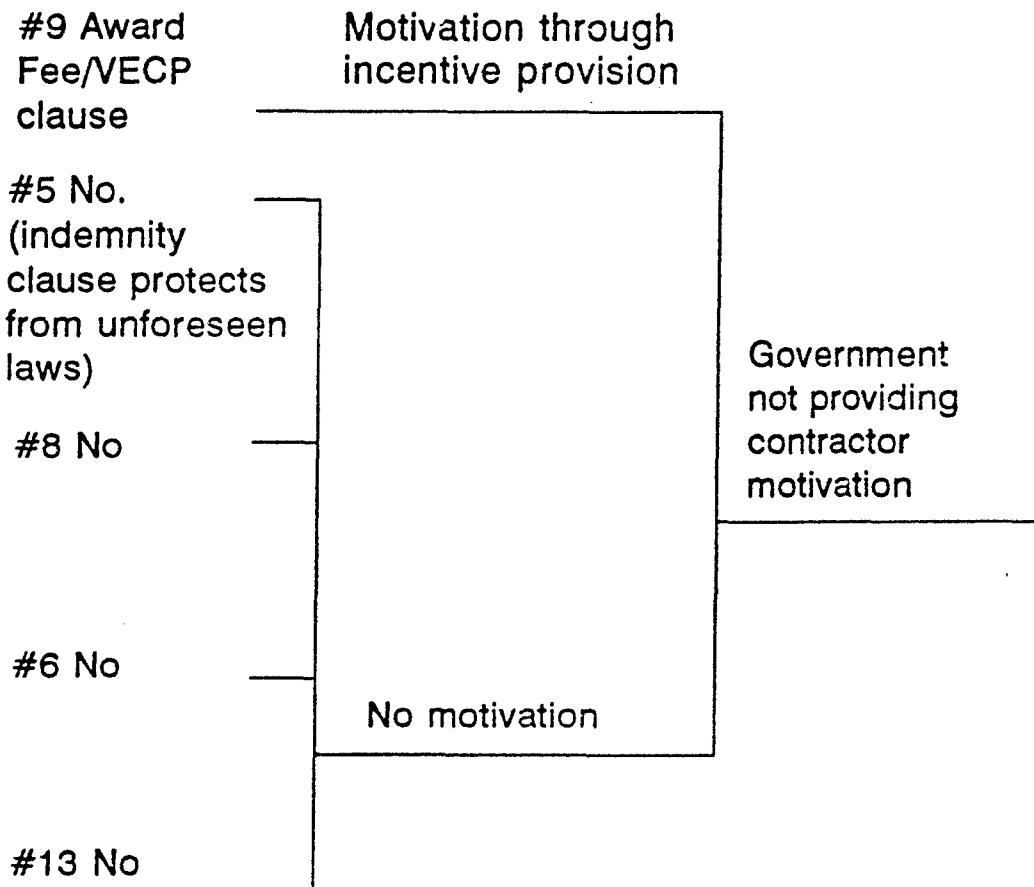 #9 Award
Fee/VECP
clause
Motivation through
incentive provision
#5 No.
(indemnity
clause protects
from unforeseen
laws)
#8 No
#6 No
No motivation
#13 No
Government
not providing
contractor
motivation